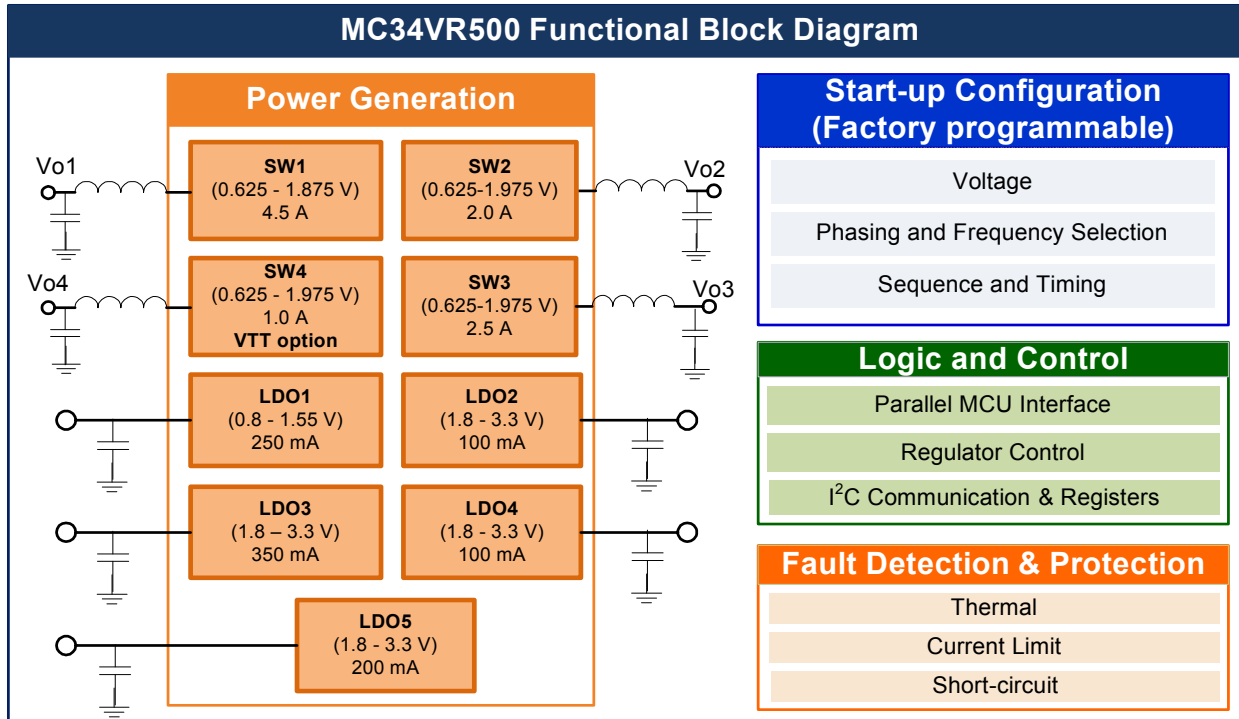 MC34VR500 Functional Block Diagram
Power Generation
Vo1
SW1
(0.625 - 1.875 V)
4.5 A
SW2
(0.625-1.975 V)
2.0 A
Vo2
Vo4
SW4
(0.625 - 1.975 V)
1.0 A
VTT option
SW3
(0.625-1.975 V)
2.5 A
Vo3
LDO1
(0.8 - 1.55 V)
250 mA
LDO2
(1.8 - 3.3 V)
100 mA
LDO3
(1.8 – 3.3 V)
350 mA
LDO4
(1.8 - 3.3 V)
100 mA
LDO5
(1.8 - 3.3 V)
200 mA
Start-up Configuration
(Factory programmable)
Voltage
Phasing and Frequency Selection
Sequence and Timing
Logic and Control
Parallel MCU Interface
Regulator Control
I²C Communication & Registers
Fault Detection & Protection
Thermal
Current Limit
Short-circuit